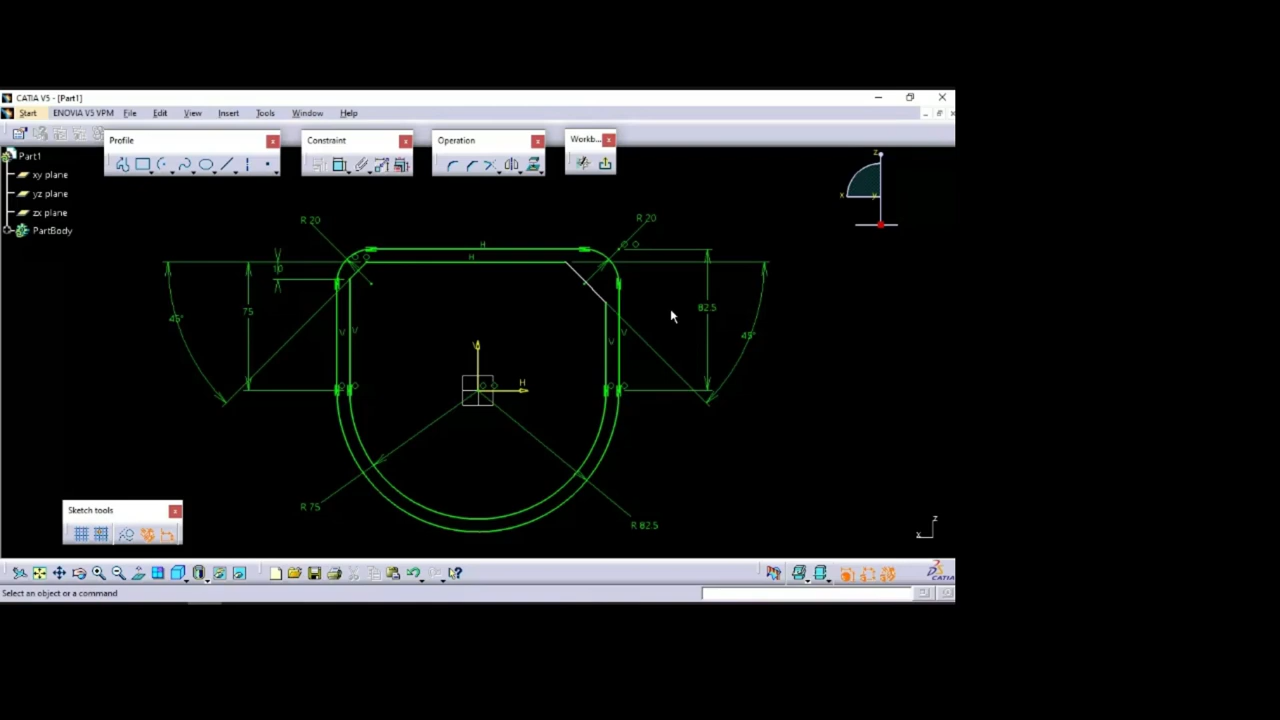 CATIA V5 - [Part1]
Start ENOVIA V5 VPM File Edit View Insert Tools Window Help
Profile
Constraint
Operation
Workb...
Part1
xy plane
yz plane
zx plane
PartBody
z
x y
R 20
R 20
H
H
10
75
45°
82.5
45°
V V
V V
V
H
R 75
R 82.5
Sketch tools
z
x
CATIA
Select an object or a command